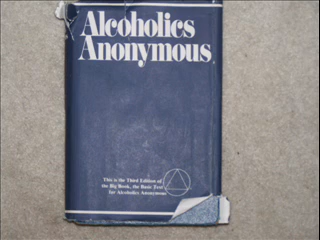 Alcoholics
Anonymous
This is the Third Edition of
the Big Book, the Basic Text
for Alcoholics Anonymous